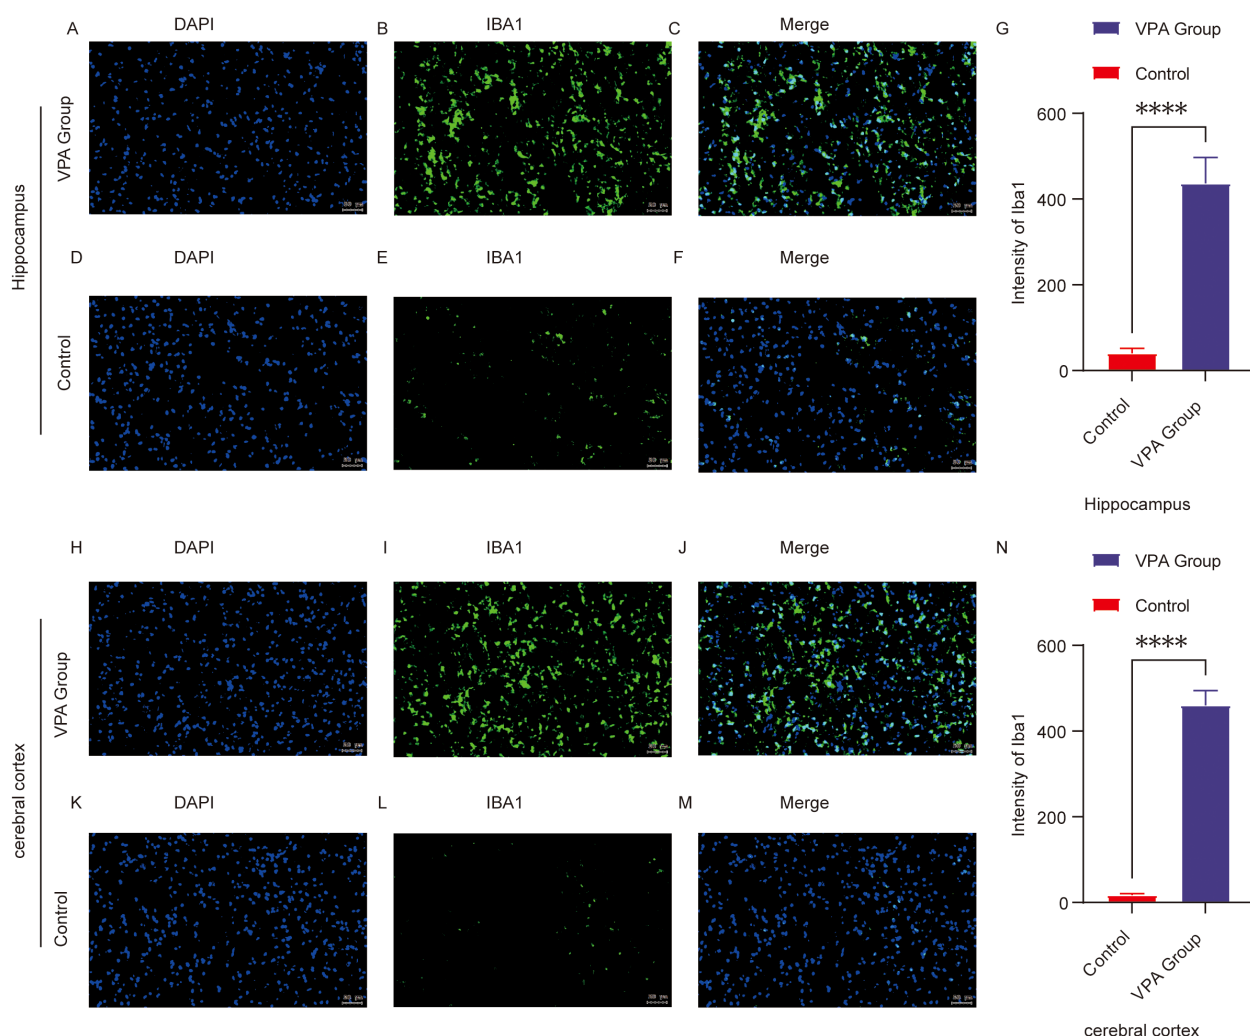 A DAPI B IBA1 C Merge G
VPA Group
Control
Hippocampus
VPA Group
600
****
400
200
0
Intensity of Iba1
Control
VPA Group
Hippocampus
D DAPI E IBA1 F Merge
Control
H DAPI I IBA1 J Merge N
VPA Group
Control
cerebral cortex
VPA Group
600
****
400
200
0
Intensity of Iba1
Control
VPA Group
cerebral cortex
K DAPI L IBA1 M Merge
Control